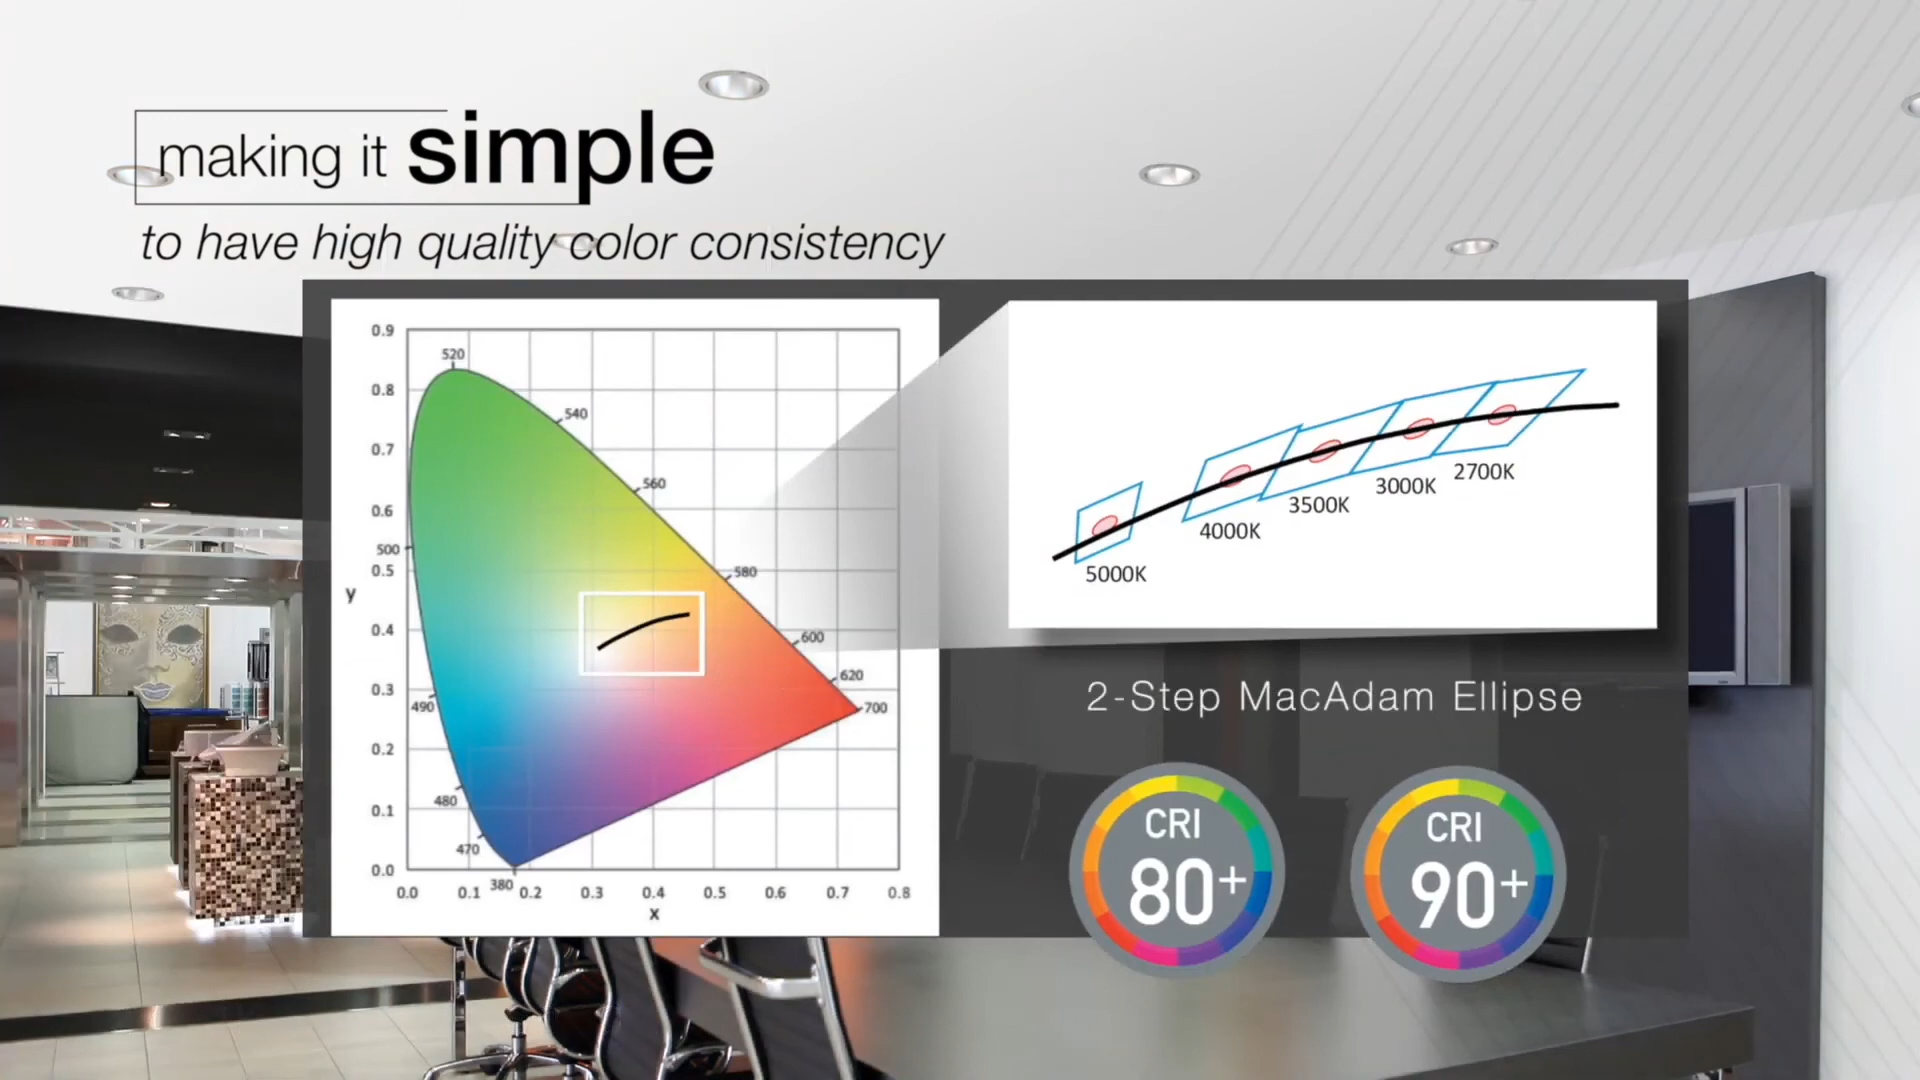 making it simple
to have high quality color consistency
0.9
0.8
0.7
0.6
0.5
0.4
0.3
0.2
0.1
0.0
y
520
540
560
580
600
620
700
500
490
480
470
380
0.0 0.1 0.2 0.3 0.4 0.5 0.6 0.7 0.8
x
5000K
4000K
3500K
3000K
2700K
2-Step MacAdam Ellipse
CRI
80+
CRI
90+